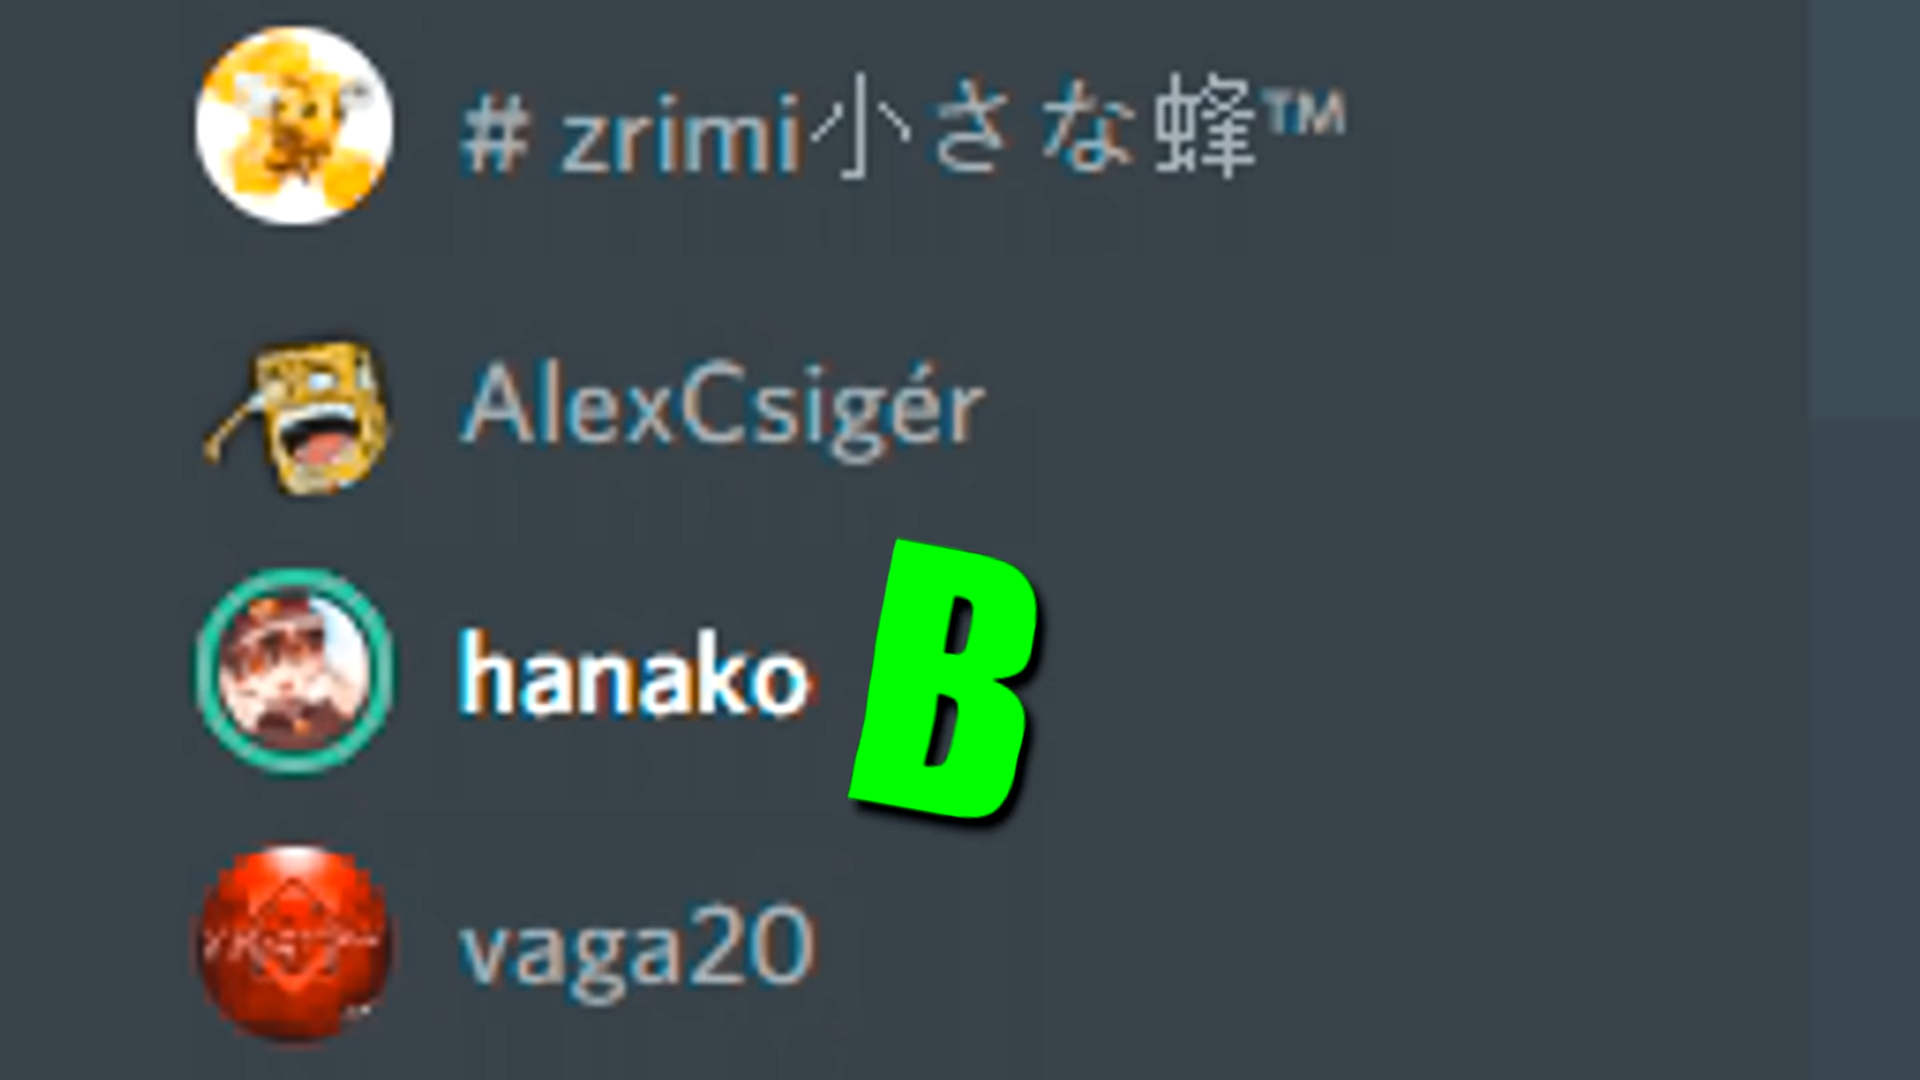 # zrimi小さな蜂™
AlexCsigér
hanako B
vaga20